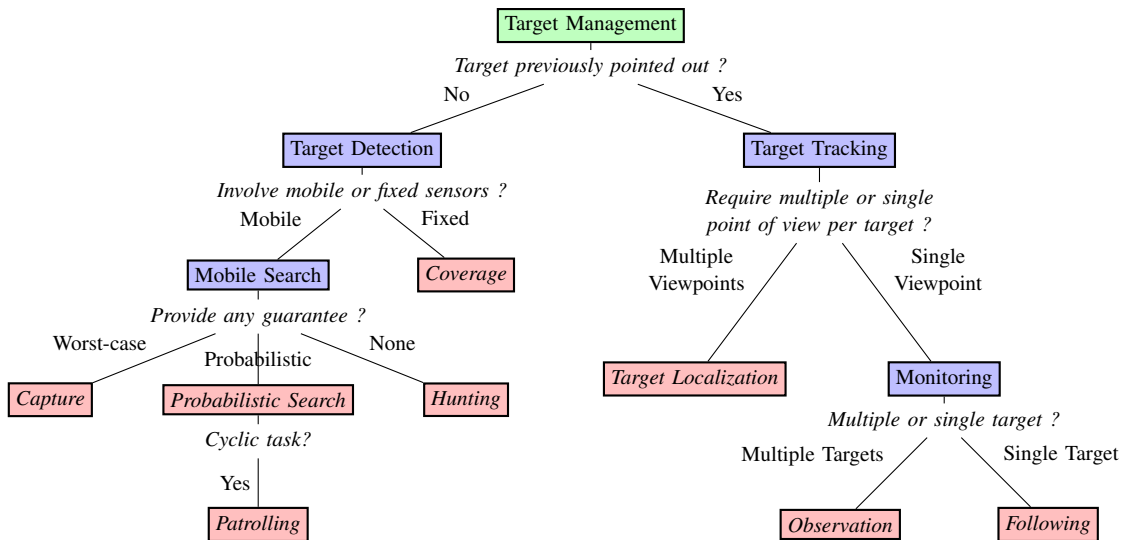 Target Management
Target previously pointed out ?
No
Yes
Target Detection
Target Tracking
Involve mobile or fixed sensors ?
Require multiple or single
point of view per target ?
Mobile
Fixed
Multiple
Viewpoints
Single
Viewpoint
Mobile Search
Coverage
Provide any guarantee ?
Worst-case
Probabilistic
None
Capture
Probabilistic Search
Hunting
Target Localization
Monitoring
Cyclic task?
Multiple or single target ?
Yes
Multiple Targets
Single Target
Patrolling
Observation
Following